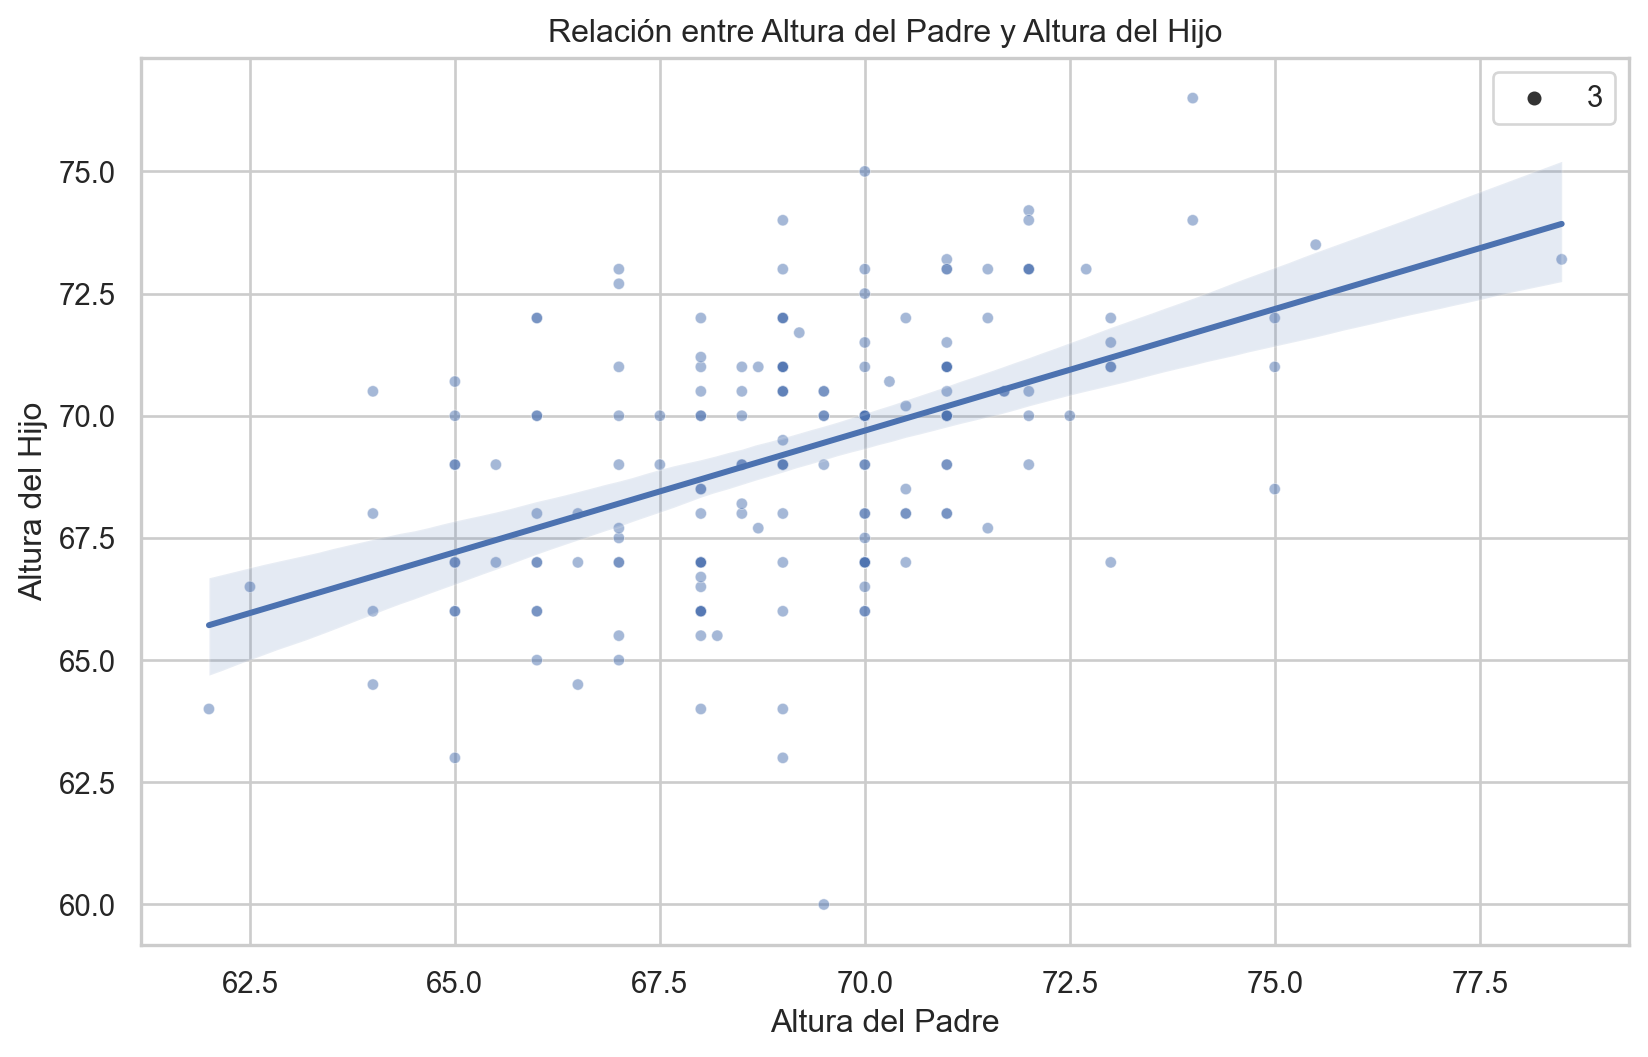 Relación entre Altura del Padre y Altura del Hijo
3
75.0
72.5
70.0
67.5
65.0
62.5
60.0
Altura del Hijo
62.5 65.0 67.5 70.0 72.5 75.0 77.5
Altura del Padre